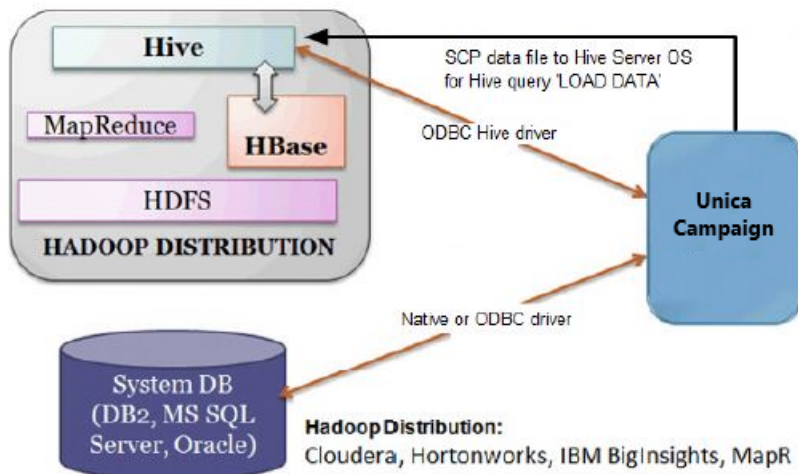 Hive
SCP data file to Hive Server OS
for Hive query 'LOAD DATA'
MapReduce
HBase
ODBC Hive driver
HDFS
HADOOP DISTRIBUTION
Unica
Campaign
Native or ODBC driver
System DB
(DB2, MS SQL
Server, Oracle)
Hadoop Distribution:
Cloudera, Hortonworks, IBM BigInsights, MapR